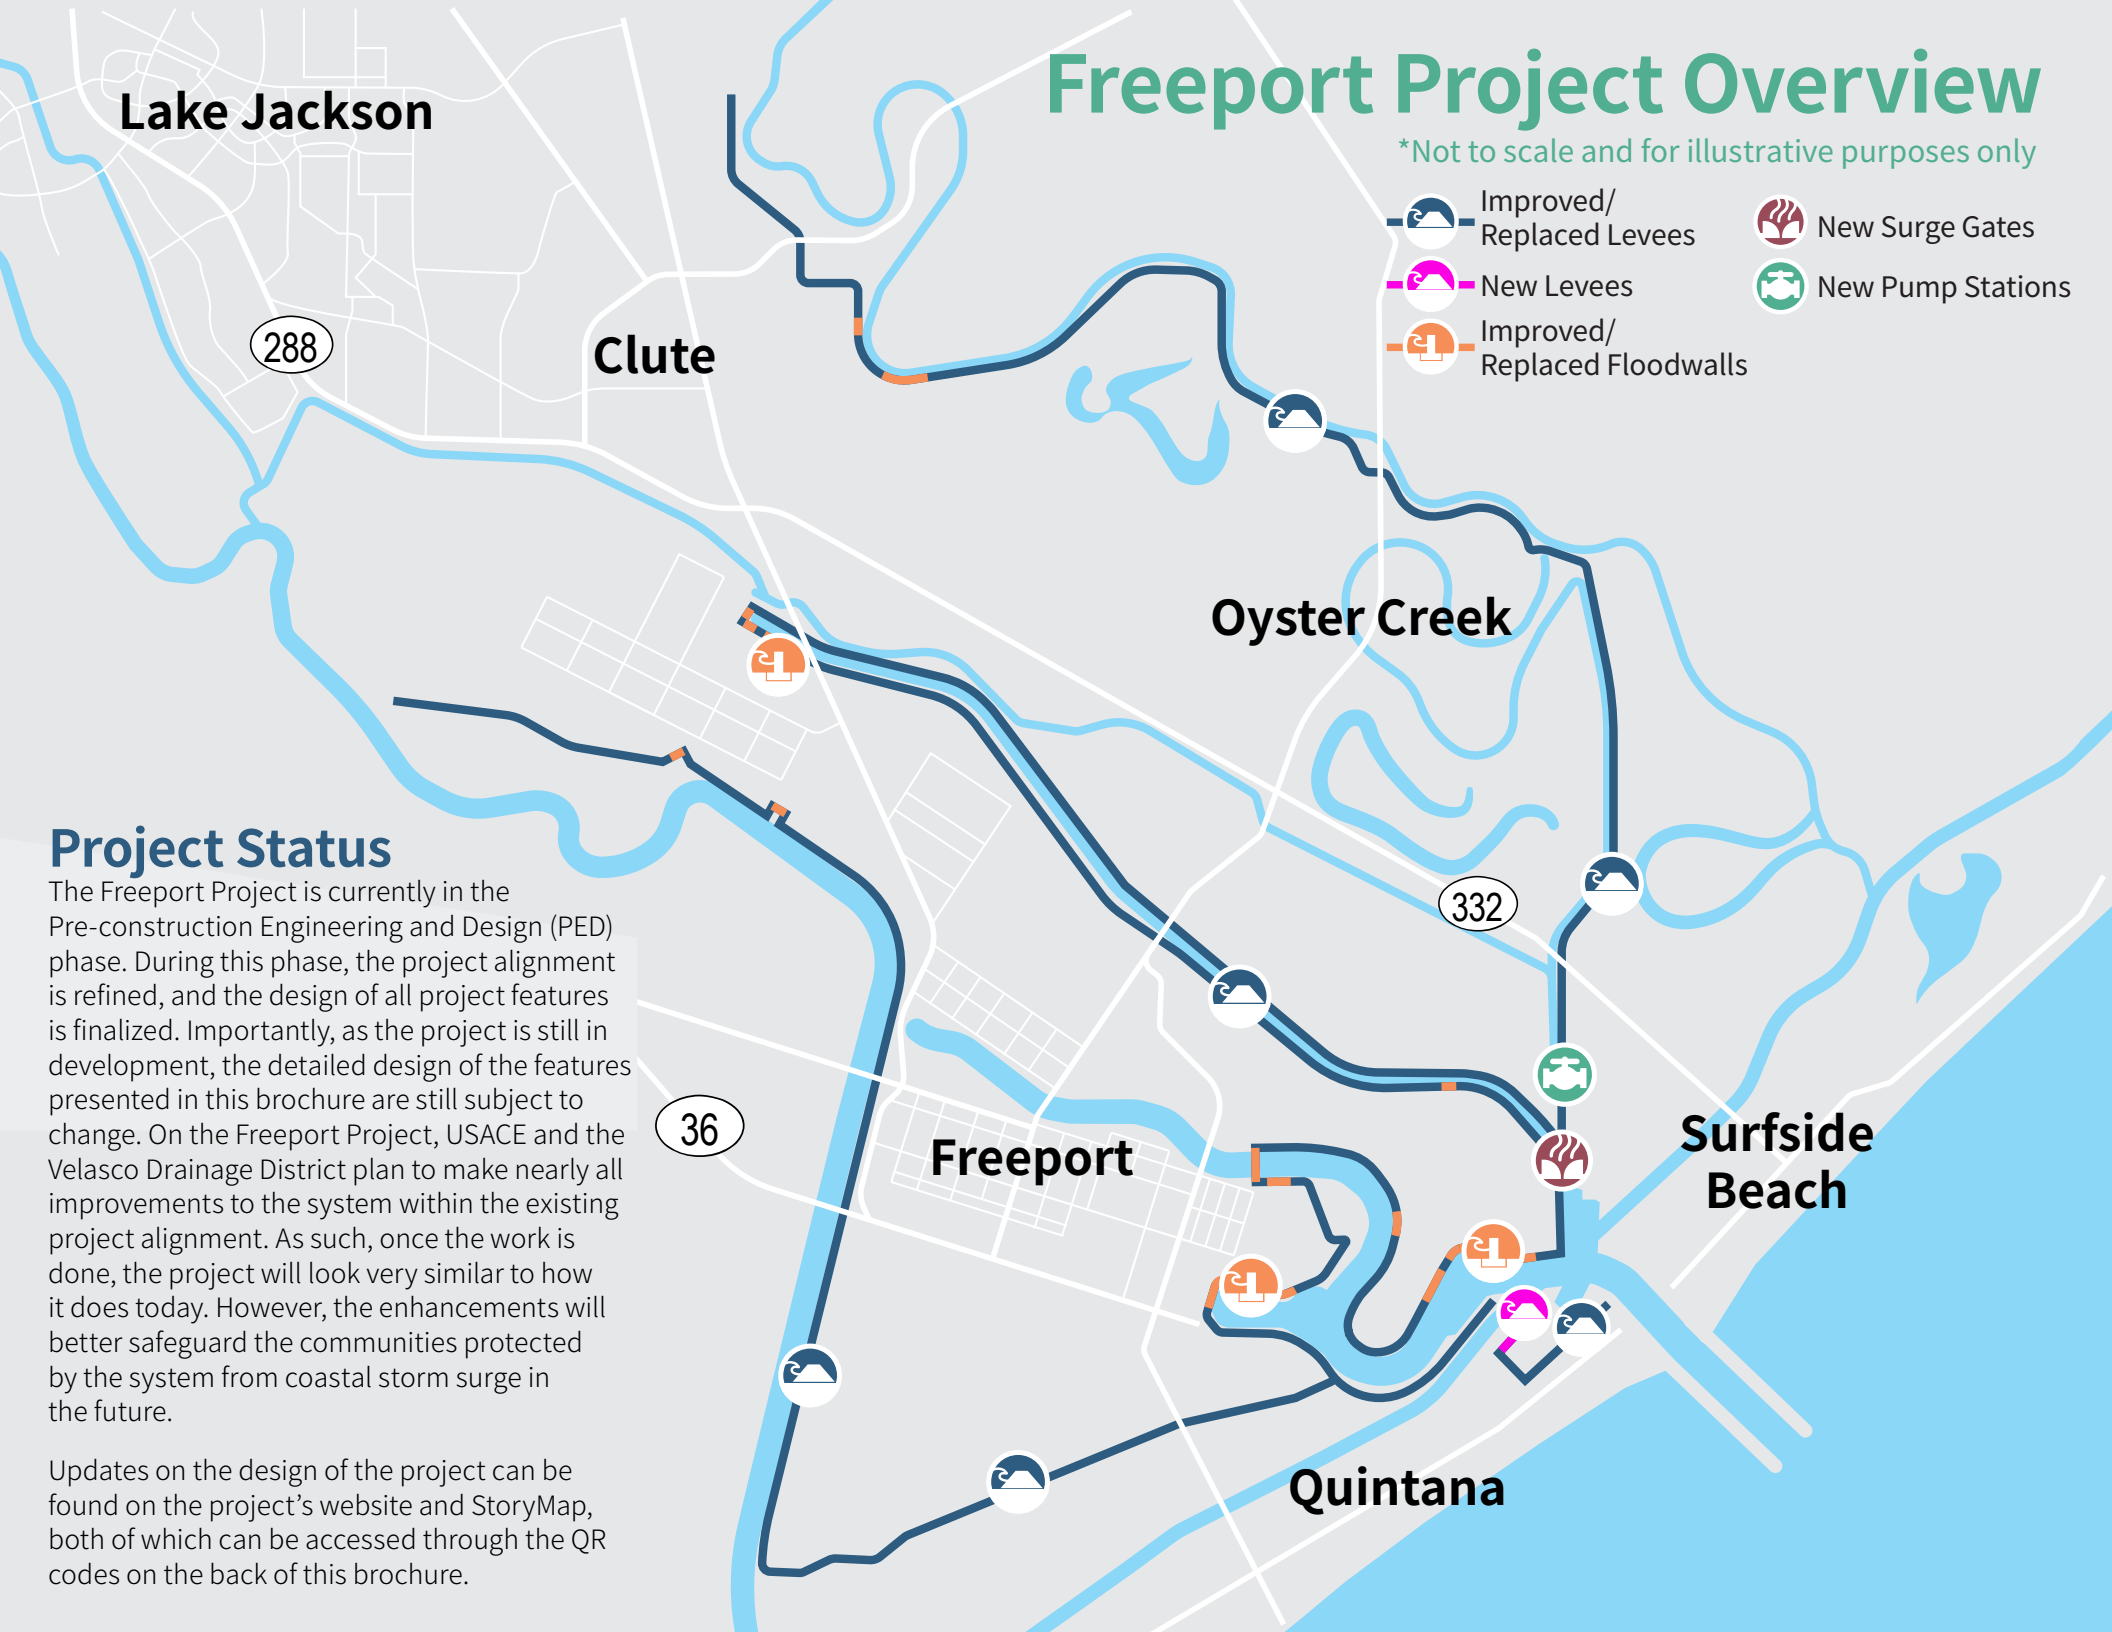 Freeport Project Overview
*Not to scale and for illustrative purposes only
Improved/
Replaced Levees
New Levees
Improved/
Replaced Floodwalls
New Surge Gates
New Pump Stations
Lake Jackson
288
Clute
Oyster Creek
332
36
Freeport
Surfside
Beach
Quintana
Project Status
The Freeport Project is currently in the
Pre-construction Engineering and Design (PED)
phase. During this phase, the project alignment
is refined, and the design of all project features
is finalized. Importantly, as the project is still in
development, the detailed design of the features
presented in this brochure are still subject to
change. On the Freeport Project, USACE and the
Velasco Drainage District plan to make nearly all
improvements to the system within the existing
project alignment. As such, once the work is
done, the project will look very similar to how
it does today. However, the enhancements will
better safeguard the communities protected
by the system from coastal storm surge in
the future.
Updates on the design of the project can be
found on the project’s website and StoryMap,
both of which can be accessed through the QR
codes on the back of this brochure.